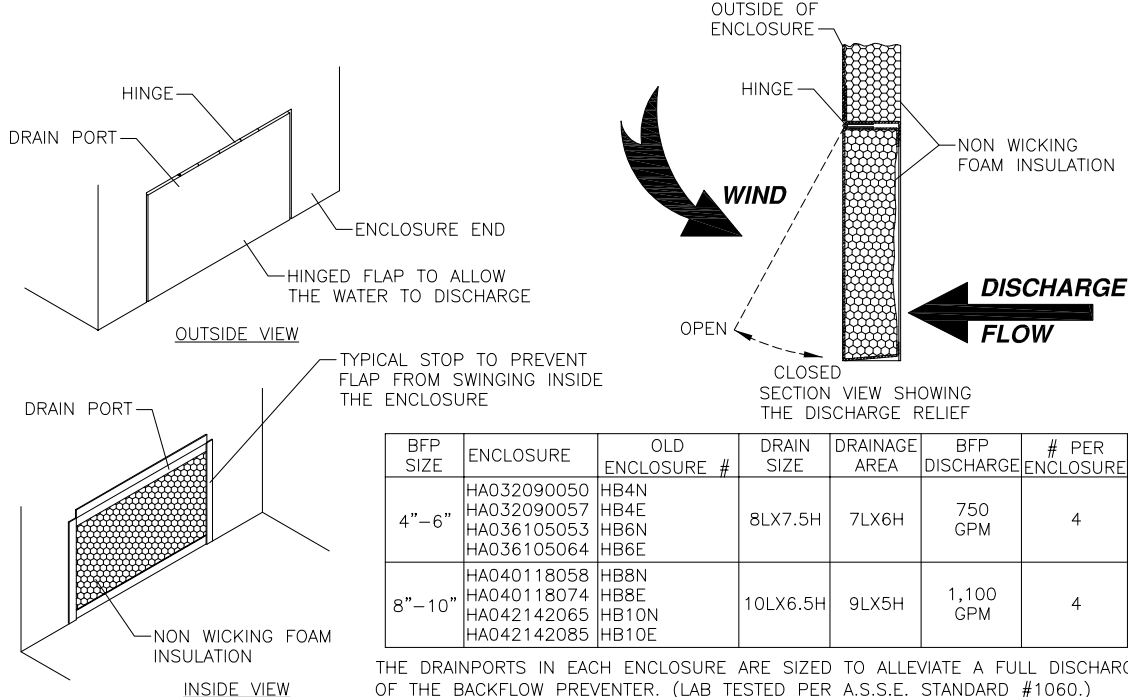 OUTSIDE OF
ENCLOSURE
HINGE
HINGE
DRAIN PORT
NON WICKING
FOAM INSULATION
WIND
ENCLOSURE END
HINGED FLAP TO ALLOW
THE WATER TO DISCHARGE
DISCHARGE
FLOW
OPEN
OUTSIDE VIEW
CLOSED
SECTION VIEW SHOWING
THE DISCHARGE RELIEF
TYPICAL STOP TO PREVENT
FLAP FROM SWINGING INSIDE
THE ENCLOSURE
DRAIN PORT
NON WICKING FOAM
INSULATION
INSIDE VIEW
BFP SIZE ENCLOSURE OLD ENCLOSURE # DRAIN SIZE DRAINAGE AREA BFP DISCHARGE # PER ENCLOSURE
4"-6" HA032090050 HB4N 8LX7.5H 7LX6H 750 GPM 4
HA032090057 HB4E
HA036105053 HB6N
HA036105064 HB6E
8"-10" HA040118058 HB8N 10LX6.5H 9LX5H 1,100 GPM 4
HA040118074 HB8E
HA042142065 HB10N
HA042142085 HB10E
THE DRAINPORTS IN EACH ENCLOSURE ARE SIZED TO ALLEVIATE A FULL DISCHARG
OF THE BACKFLOW PREVENTER. (LAB TESTED PER A.S.S.E. STANDARD #1060.)